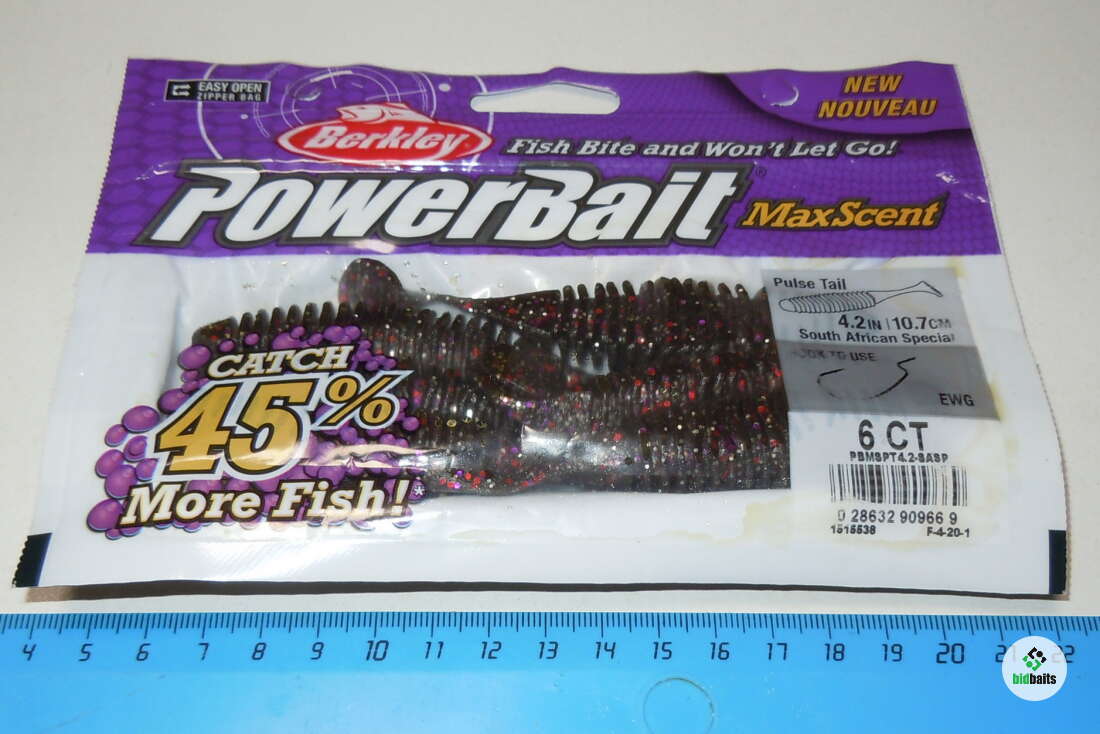 EASY OPEN
ZIPPER BAG
NEW
NOUVEAU
Berkley
Fish Bite and Won't Let Go!
PowerBait®
MaxScent
Pulse Tail
4.2IN | 10.7CM
South African Special
TO USE
EWG
CATCH
45%
More Fish!*
6 CT
PBMSPT4.2-SASP
0 28632 90966 9
1515538 F-4-20-1
4 5 6 7 8 9 10 11 12 13 14 15 16 17 18 19 20 21 22
bidbaits